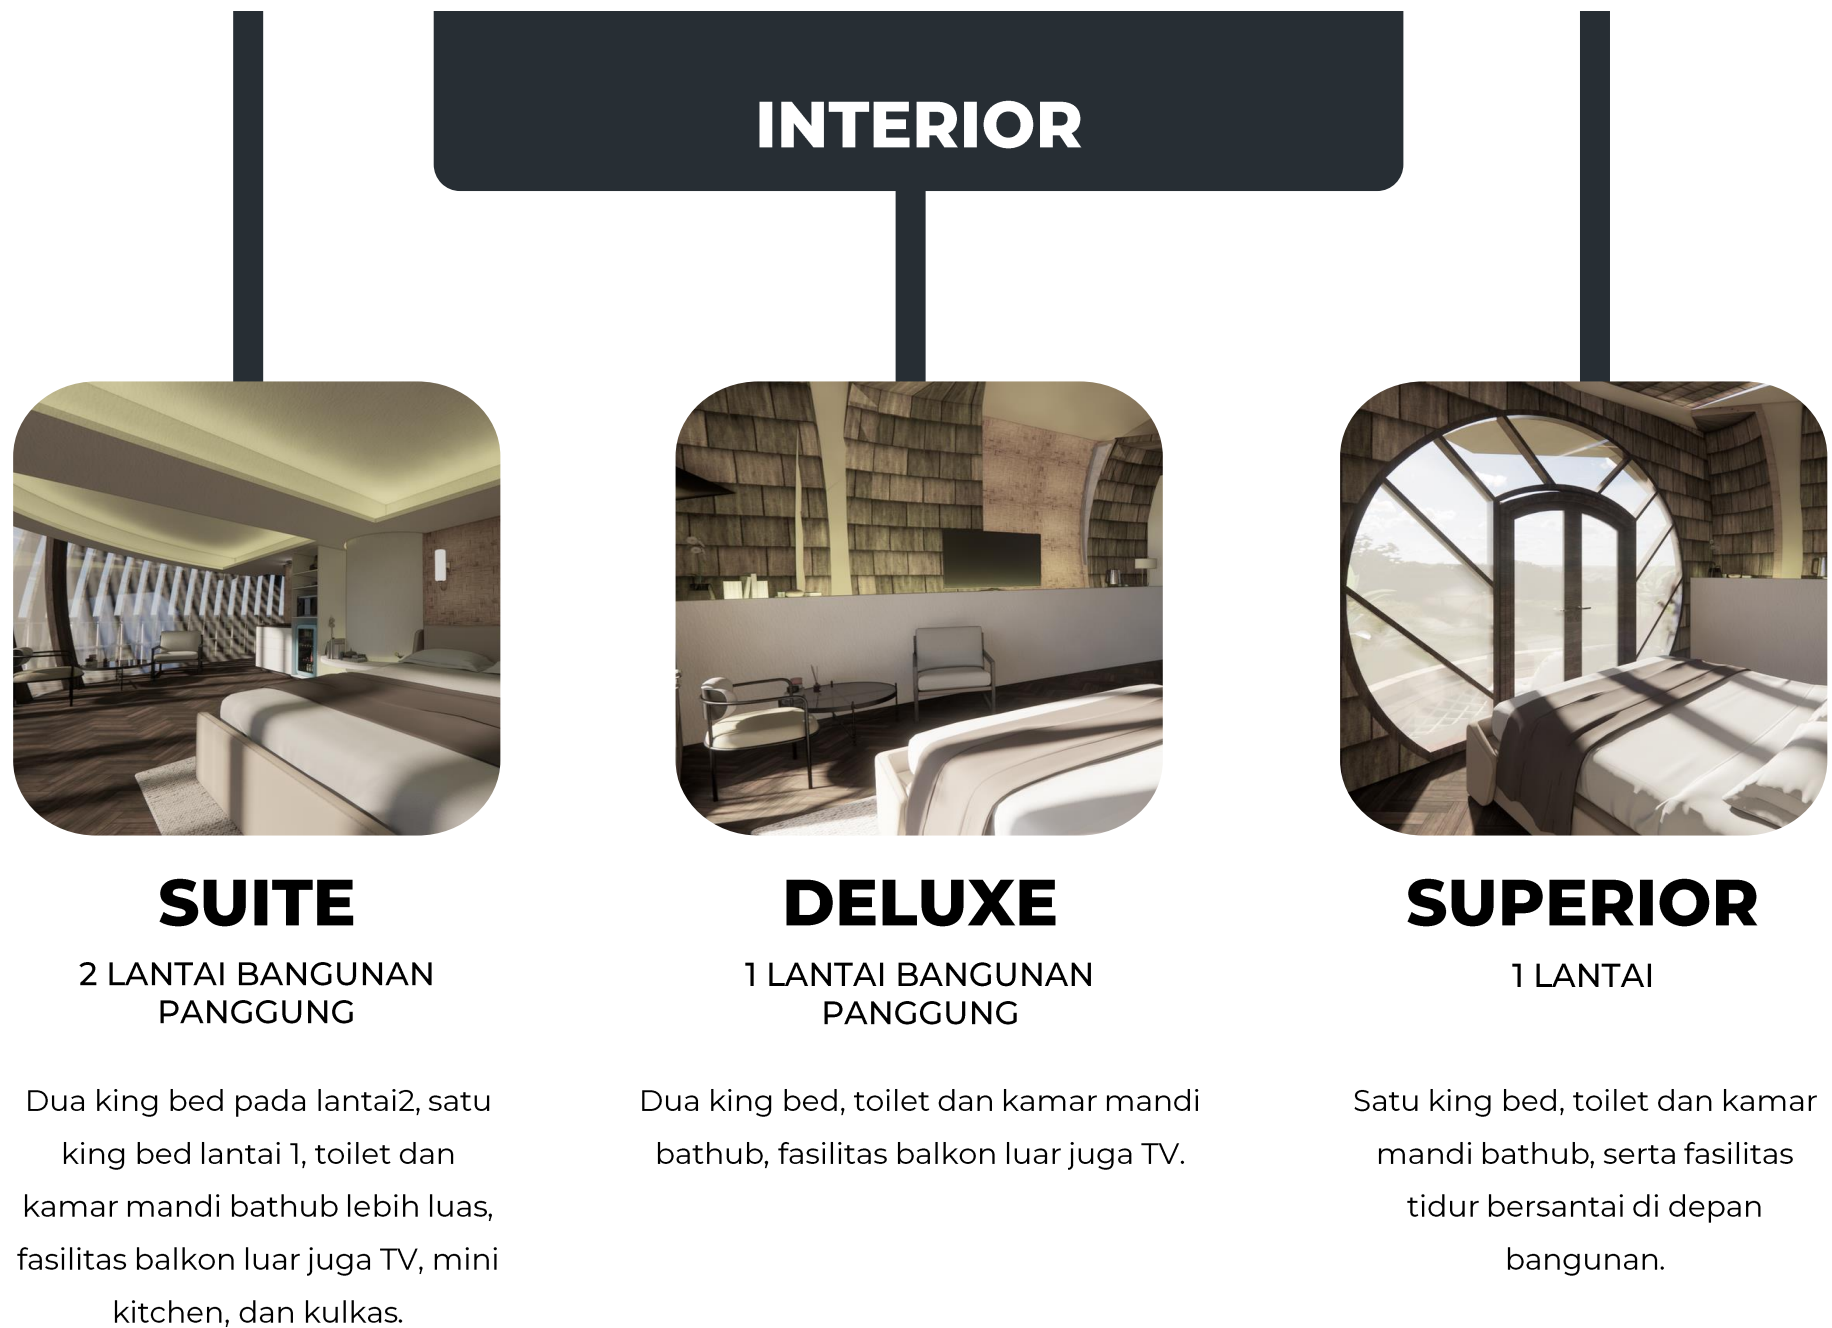 INTERIOR
SUITE
2 LANTAI BANGUNAN
PANGGUNG
Dua king bed pada lantai2, satu
king bed lantai 1, toilet dan
kamar mandi bathub lebih luas,
fasilitas balkon luar juga TV, mini
kitchen, dan kulkas.
DELUXE
1 LANTAI BANGUNAN
PANGGUNG
Dua king bed, toilet dan kamar mandi
bathub, fasilitas balkon luar juga TV.
SUPERIOR
1 LANTAI
Satu king bed, toilet dan kamar
mandi bathub, serta fasilitas
tidur bersantai di depan
bangunan.